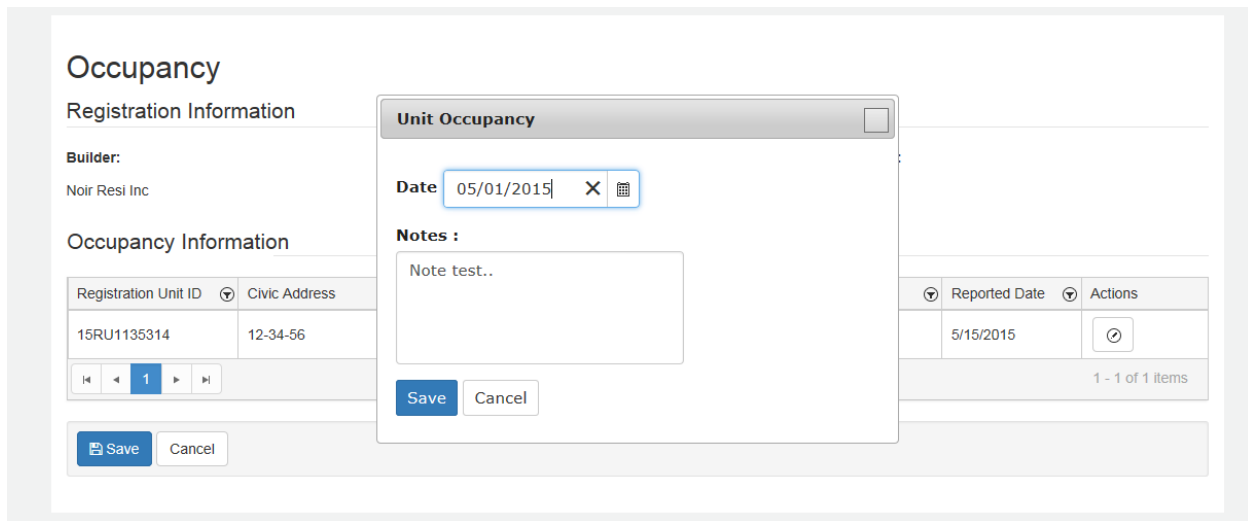 Occupancy
Registration Information
Builder:
Noir Resi Inc
Occupancy Information
Registration Unit ID Civic Address Reported Date Actions
15RU1135314 12-34-56 5/15/2015
1
1 - 1 of 1 items
Save Cancel
Unit Occupancy
Date 05/01/2015
Notes :
Note test..
Save Cancel